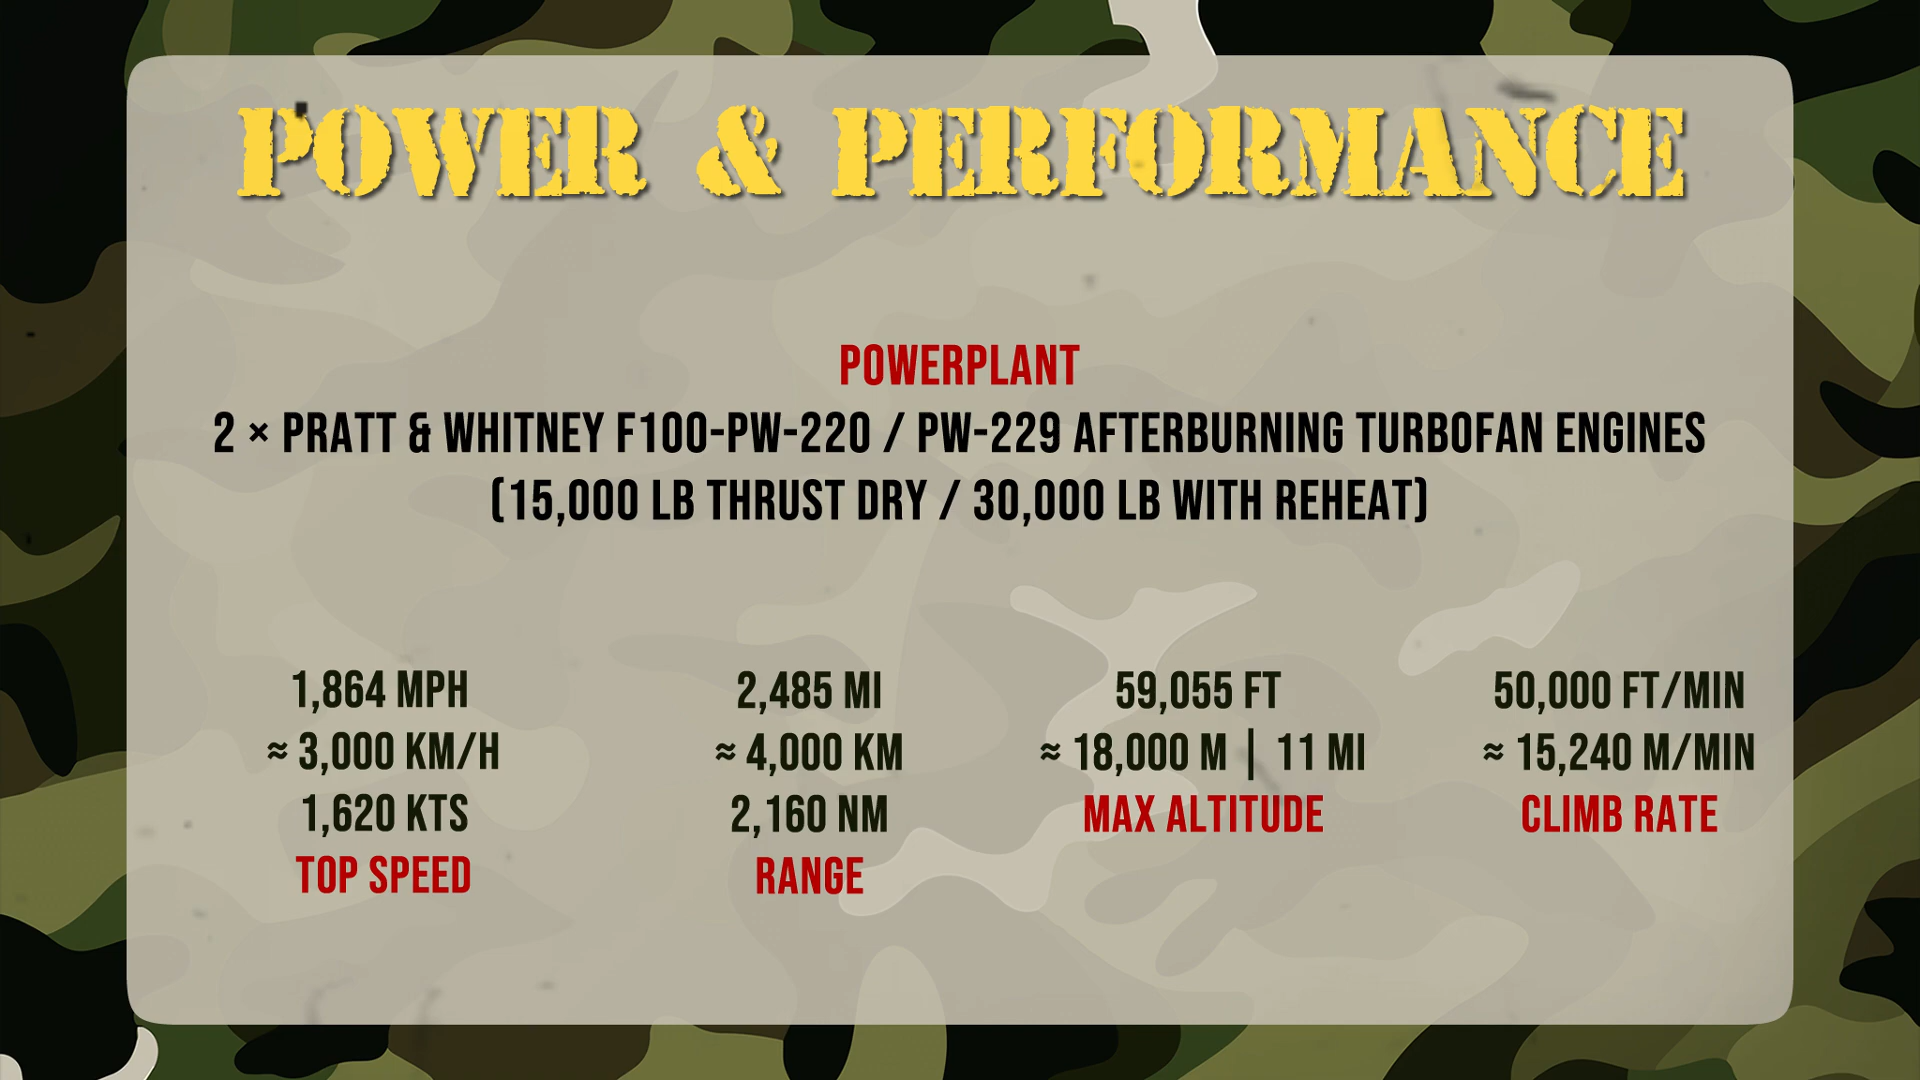 POWER & PERFORMANCE
POWERPLANT
2 × PRATT & WHITNEY F100-PW-220 / PW-229 AFTERBURNING TURBOFAN ENGINES
(15,000 LB THRUST DRY / 30,000 LB WITH REHEAT)
1,864 MPH
≈ 3,000 KM/H
1,620 KTS
TOP SPEED
2,485 MI
≈ 4,000 KM
2,160 NM
RANGE
59,055 FT
≈ 18,000 M | 11 MI
MAX ALTITUDE
50,000 FT/MIN
≈ 15,240 M/MIN
CLIMB RATE